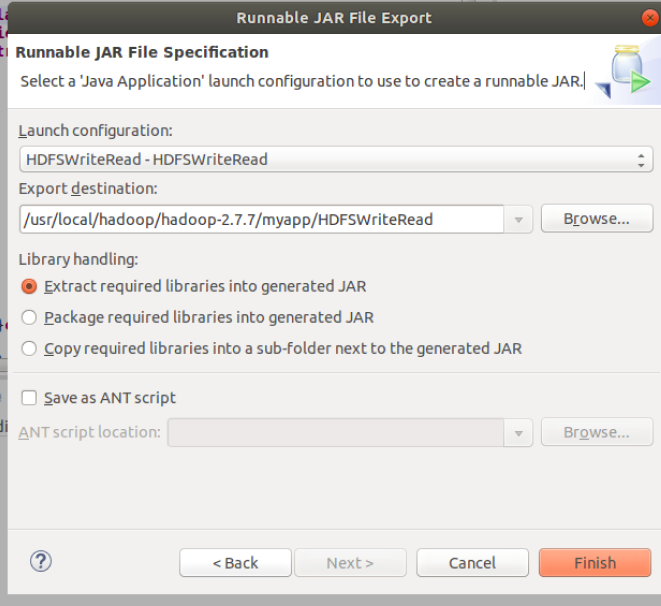 Runnable JAR File Export
Runnable JAR File Specification
Select a 'Java Application' launch configuration to use to create a runnable JAR.
Launch configuration:
HDFSWriteRead - HDFSWriteRead
Export destination:
/usr/local/hadoop/hadoop-2.7.7/myapp/HDFSWriteRead
Browse...
Library handling:
Extract required libraries into generated JAR
Package required libraries into generated JAR
Copy required libraries into a sub-folder next to the generated JAR
Save as ANT script
ANT script location:
Browse...
?
< Back
Next >
Cancel
Finish